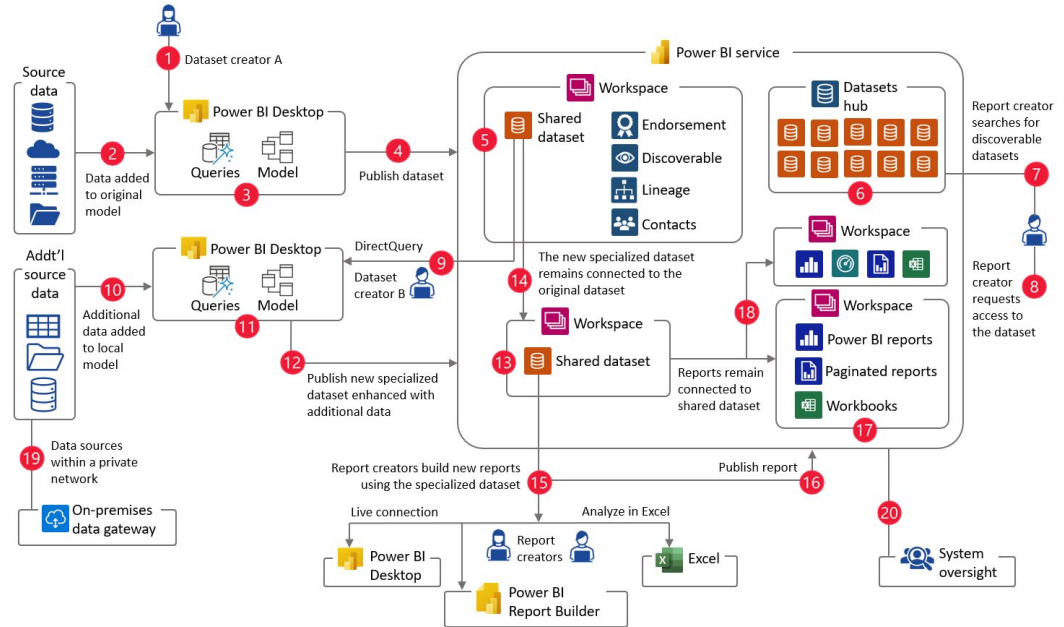 1
Dataset creator A
Source
data
Power BI Desktop
Queries
Model
2
Data added
to original
model
3
4
Publish dataset
Power BI service
Workspace
5
Shared
dataset
Endorsement
Discoverable
Lineage
Contacts
Datasets
hub
6
Report creator
searches for
discoverable
datasets
7
8
Report
creator
requests
access to
the dataset
Addt'l
source
data
Power BI Desktop
Queries
Model
DirectQuery
9
Dataset
creator B
10
Additional
data added
to local
model
11
12
Publish new specialized
dataset enhanced with
additional data
The new specialized dataset
remains connected to the
original dataset
14
Workspace
13
Shared dataset
Workspace
18
Reports remain
connected to
shared dataset
Workspace
Power BI reports
Paginated reports
Workbooks
17
19
Data sources
within a private
network
On-premises
data gateway
Report creators build new reports
using the specialized dataset
15
Publish report
16
Live connection
Analyze in Excel
Report
creators
Power BI
Desktop
Power BI
Report Builder
Excel
20
System
oversight